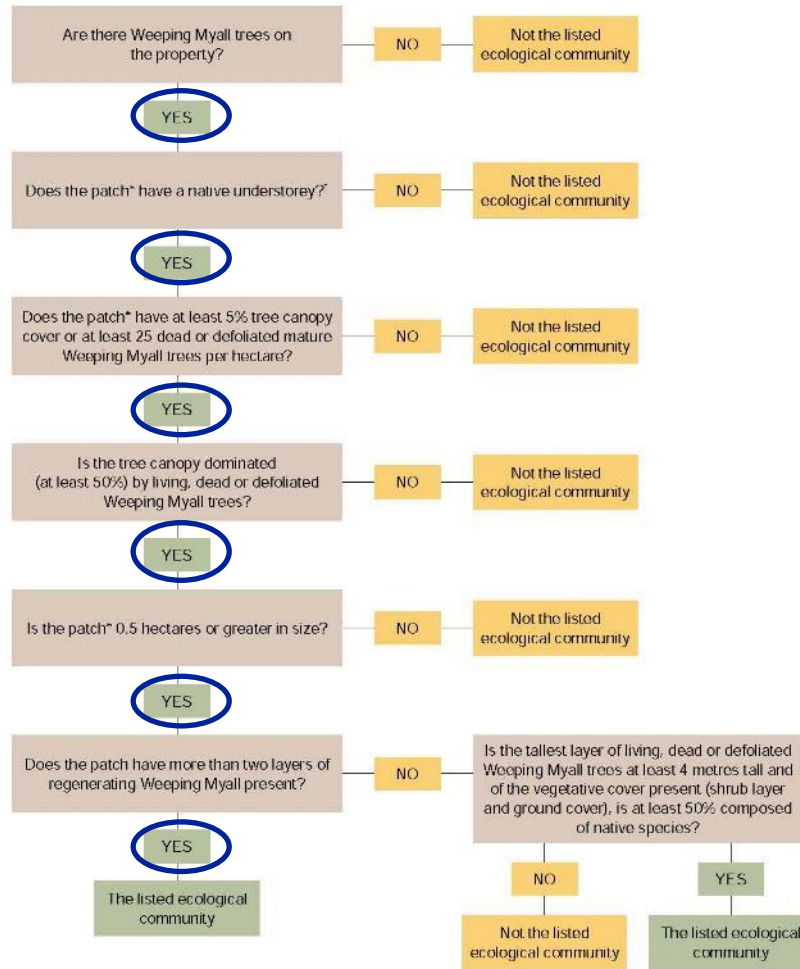 Are there Weeping Myall trees on
the property?
NO
Not the listed
ecological community
YES
Does the patch* have a native understorey?*
NO
Not the listed
ecological community
YES
Does the patch* have at least 5% tree canopy
cover or at least 25 dead or defoliated mature
Weeping Myall trees per hectare?
NO
Not the listed
ecological community
YES
Is the tree canopy dominated
(at least 50%) by living, dead or defoliated
Weeping Myall trees?
NO
Not the listed
ecological community
YES
Is the patch* 0.5 hectares or greater in size?
NO
Not the listed
ecological community
YES
Does the patch have more than two layers of
regenerating Weeping Myall present?
NO
Is the tallest layer of living, dead or defoliated
Weeping Myall trees at least 4 metres tall and
of the vegetative cover present (shrub layer
and ground cover), is at least 50% composed
of native species?
YES
The listed ecological
community
NO
Not the listed
ecological community
YES
The listed ecological
community